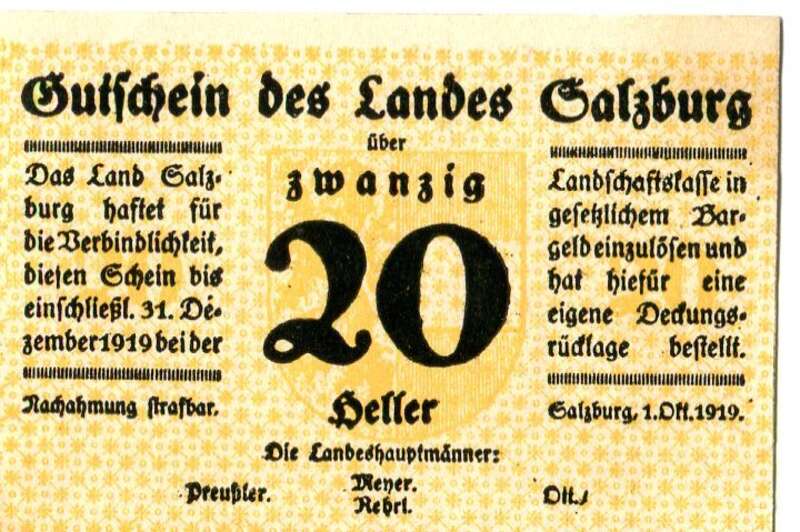 Gutschein des Landes Salzburg
über
zwanzig
20
Heller
Das Land Salz-
burg haftet für
die Verbindlichkeit,
diesen Schein bis
einschließl. 31. De-
zember 1919 bei der
Nachahmung strafbar.
Landschaftskasse in
gesetzlichem Bar-
geld einzulösen und
hat hiefür eine
eigene Deckungs-
rücklage bestellt.
Salzburg, 1. Okt. 1919.
Die Landeshauptmänner:
Preußler.
Meyer.
Rehrl.
Ott.